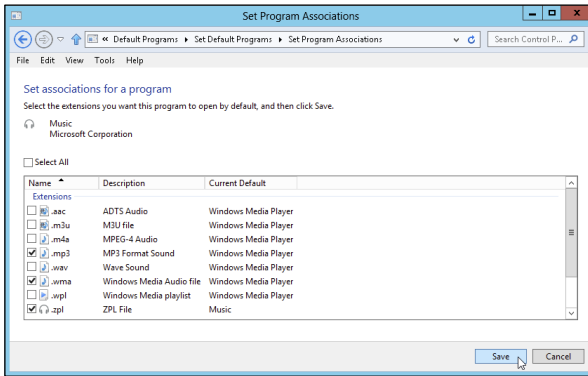 Set Program Associations
« Default Programs ▸ Set Default Programs ▸ Set Program Associations
Search Control P...
File Edit View Tools Help
Set associations for a program
Select the extensions you want this program to open by default, and then click Save.
Music
Microsoft Corporation
Select All
Name Description Current Default
Extensions
.aac ADTS Audio Windows Media Player
.m3u M3U file Windows Media Player
.m4a MPEG-4 Audio Windows Media Player
.mp3 MP3 Format Sound Windows Media Player
.wav Wave Sound Windows Media Player
.wma Windows Media Audio file Windows Media Player
.wpl Windows Media playlist Windows Media Player
.zpl ZPL File Music
Save Cancel